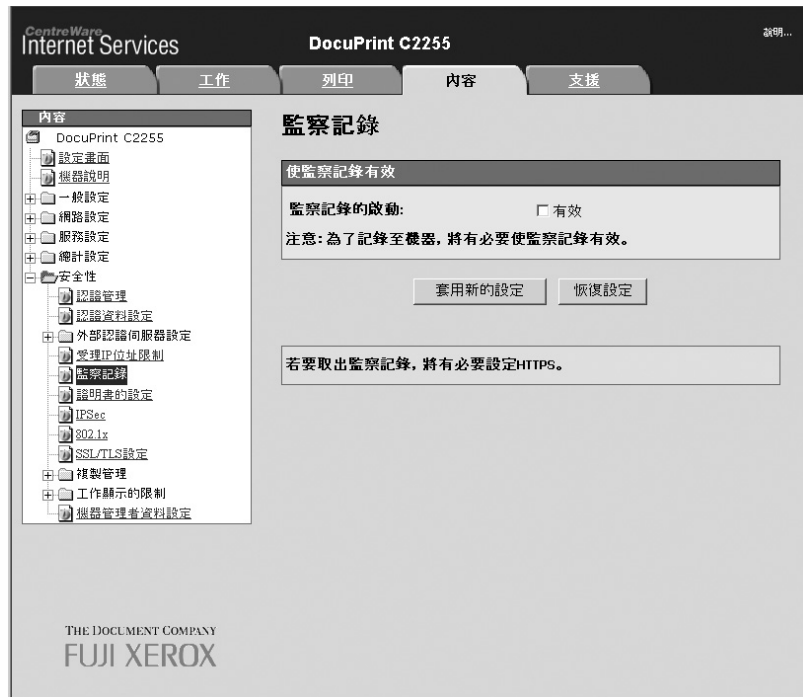 CentreWare
Internet Services
DocuPrint C2255
說明...
狀態
工作
列印
內容
支援
內容
DocuPrint C2255
設定畫面
機器說明
一般設定
網路設定
服務設定
總計設定
安全性
認證管理
認證資料設定
外部認證伺服器設定
受理IP位址限制
監察記錄
證明書的設定
IPSec
802.1x
SSL/TLS設定
複製管理
工作顯示的限制
機器管理者資料設定
監察記錄
使監察記錄有效
監察記錄的啟動:
有效
注意:為了記錄至機器,將有必要使監察記錄有效。
套用新的設定
恢復設定
若要取出監察記錄,將有必要設定HTTPS。
THE DOCUMENT COMPANY
FUJI XEROX